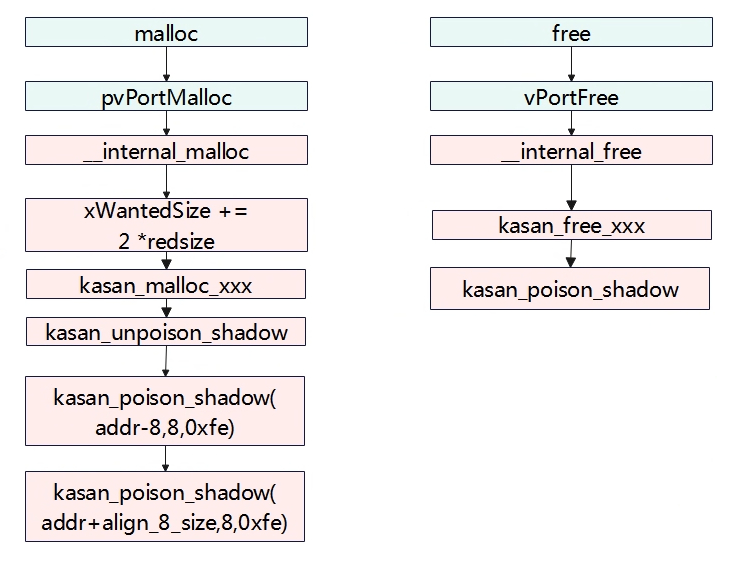 malloc
pvPortMalloc
__internal_malloc
xWantedSize +=
2 *redsize
kasan_malloc_xxx
kasan_unpoison_shadow
kasan_poison_shadow(
addr-8,8,0xfe)
kasan_poison_shadow(
addr+align_8_size,8,0xfe)
free
vPortFree
__internal_free
kasan_free_xxx
kasan_poison_shadow